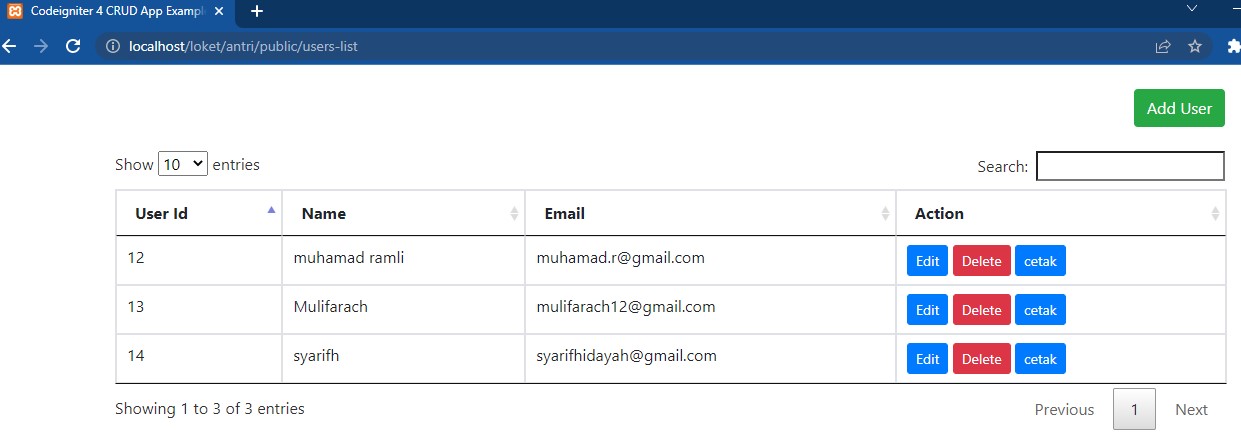 Codeigniter 4 CRUD App Exampl
localhost/loket/antri/public/users-list
Add User
Show 10 entries
Search:
User Id Name Email Action
12 muhamad ramli muhamad.r@gmail.com Edit Delete cetak
13 Mulifarach mulifarach12@gmail.com Edit Delete cetak
14 syarifh syarifhidayah@gmail.com Edit Delete cetak
Showing 1 to 3 of 3 entries
Previous 1 Next